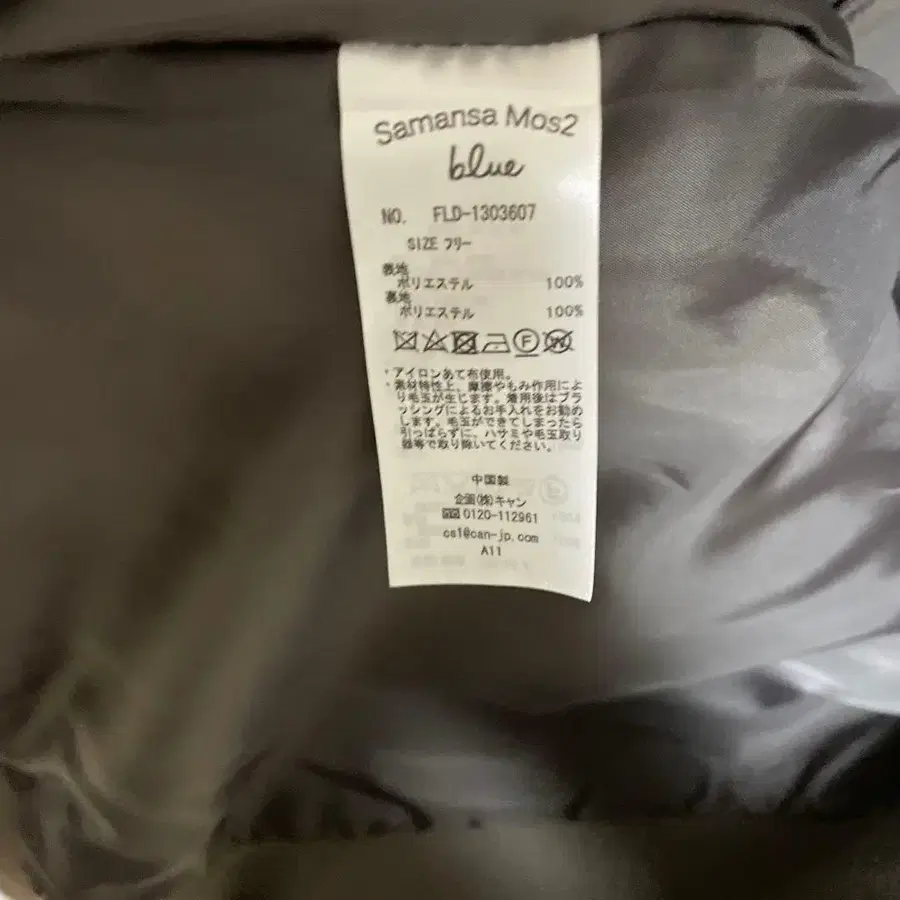 Samansa Mos2
blue
NO. FLD-1303607
SIZE フリー
表地
ポリエステル 100%
裏地
ポリエステル 100%
F W
・アイロンあて布使用。
・素材特性上、摩擦やもみ作用によ
り毛玉が生じます。着用後はブラ
ッシングによるお手入れをお勧め
します。毛玉ができてしまったら
引っぱらずに、ハサミや毛玉取り
器等で取り除いてください。
中国製
企画(株)キャン
0120-112961
cs1@can-jp.com
A11